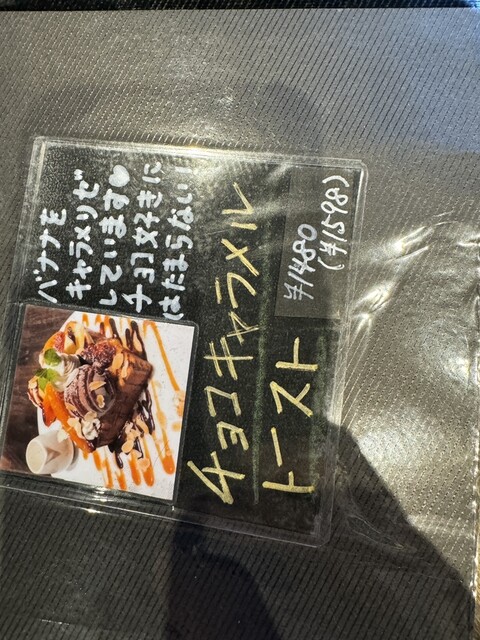 バナナを
キャラメリゼ
しています♡
チョコ好きに
はたまらない!
チョコキャラメル
トースト
¥1480
(¥1598)